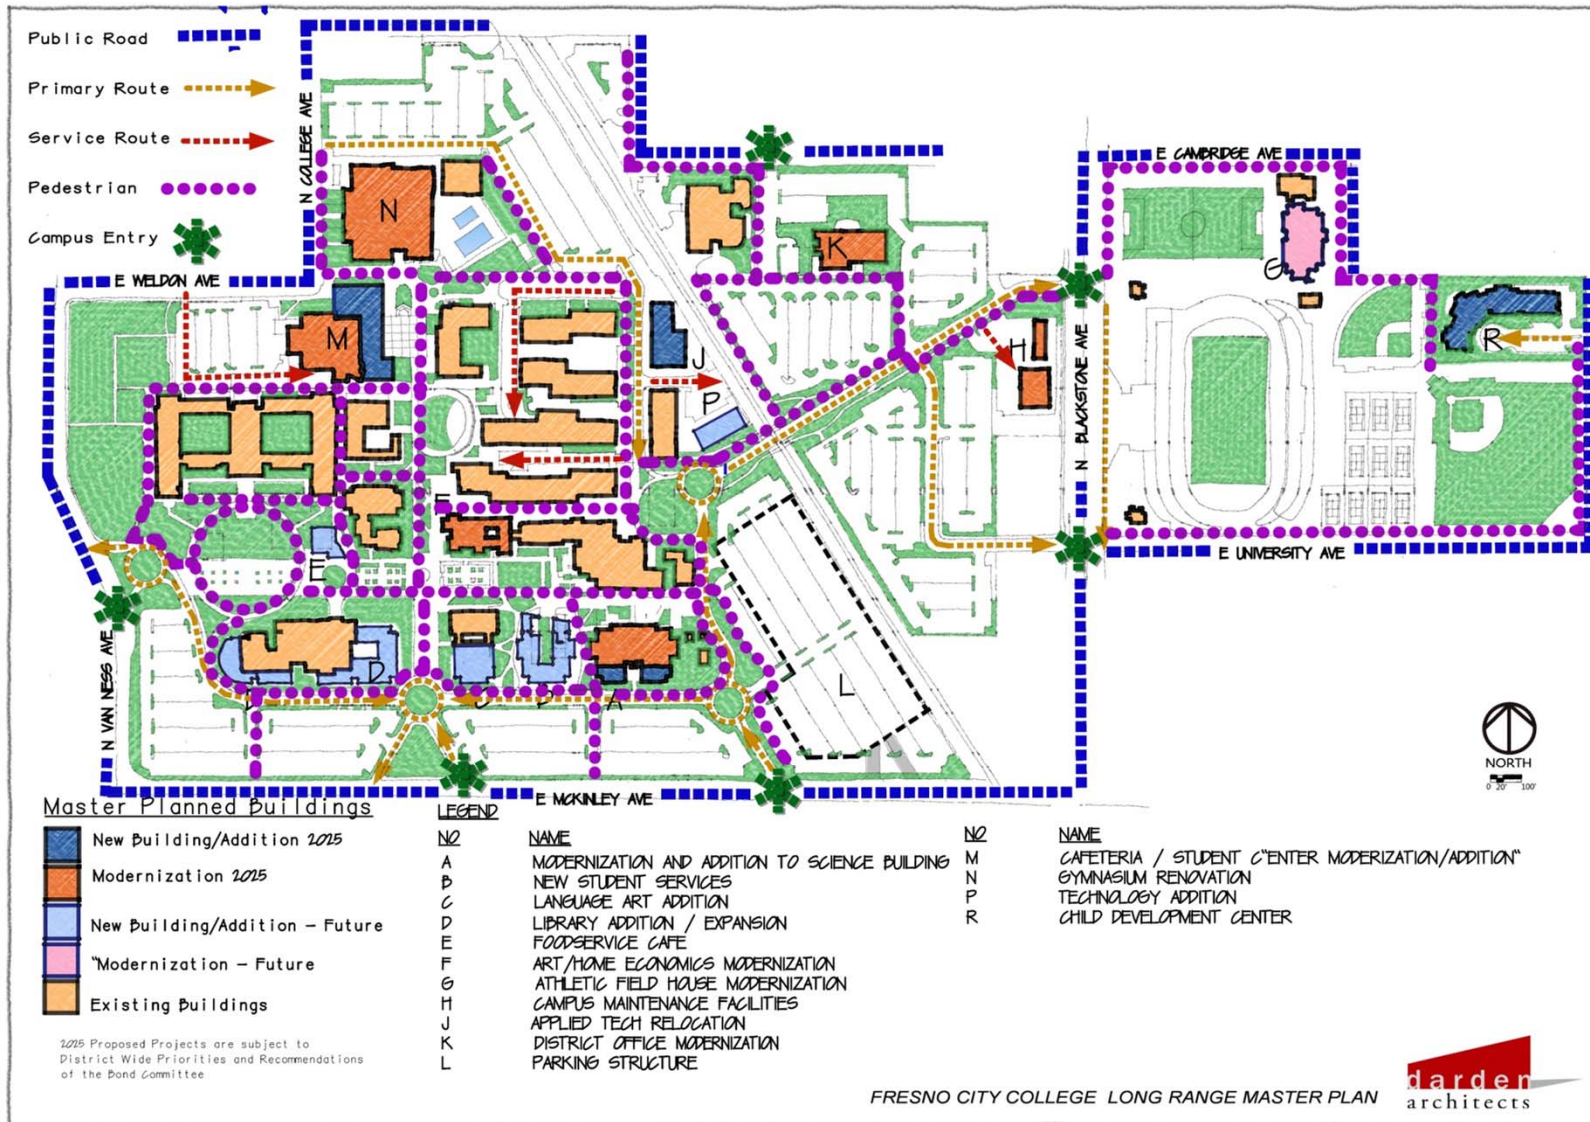 Public Road
Primary Route
Service Route
Pedestrian
Campus Entry
N COLLEGE AVE
E CAMBRIDGE AVE
E WELDON AVE
N
K
G
M
J
H
R
P
N BLACKSTONE AVE
F
E UNIVERSITY AVE
E
D
L
A
N VAN NESS AVE
E MCKINLEY AVE
NORTH
0 20' 100'
Master Planned Buildings
New Building/Addition 2025
Modernization 2025
New Building/Addition - Future
"Modernization - Future
Existing Buildings
2025 Proposed Projects are subject to
District Wide Priorities and Recommendations
of the Bond Committee
LEGEND
NO NAME
A MODERNIZATION AND ADDITION TO SCIENCE BUILDING
B NEW STUDENT SERVICES
C LANGUAGE ART ADDITION
D LIBRARY ADDITION / EXPANSION
E FOODSERVICE CAFE
F ART/HOME ECONOMICS MODERNIZATION
G ATHLETIC FIELD HOUSE MODERNIZATION
H CAMPUS MAINTENANCE FACILITIES
J APPLIED TECH RELOCATION
K DISTRICT OFFICE MODERNIZATION
L PARKING STRUCTURE
NO NAME
M CAFETERIA / STUDENT C"ENTER MODERIZATION/ADDITION"
N GYMNASIUM RENOVATION
P TECHNOLOGY ADDITION
R CHILD DEVELOPMENT CENTER
FRESNO CITY COLLEGE LONG RANGE MASTER PLAN
darden
architects